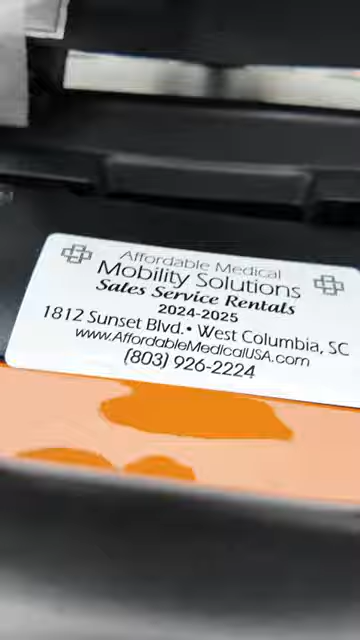 Affordable Medical
Mobility Solutions
Sales Service Rentals
2024-2025
1812 Sunset Blvd. • West Columbia, SC
www.AffordableMedicalUSA.com
(803) 926-2224